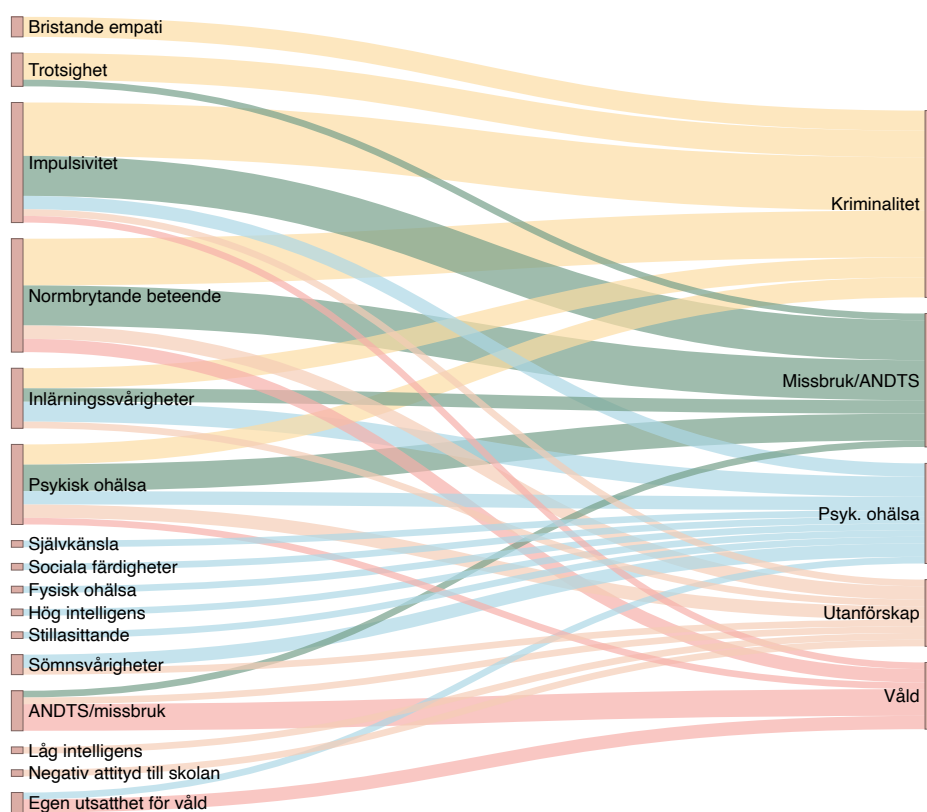 Bristande empati
Trotsighet
Impulsivitet
Normbrytande beteende
Inlärningssvårigheter
Psykisk ohälsa
Självkänsla
Sociala färdigheter
Fysisk ohälsa
Hög intelligens
Stillasittande
Sömnsvårigheter
ANDTS/missbruk
Låg intelligens
Negativ attityd till skolan
Egen utsatthet för våld
Kriminalitet
Missbruk/ANDTS
Psyk. ohälsa
Utanförskap
Våld